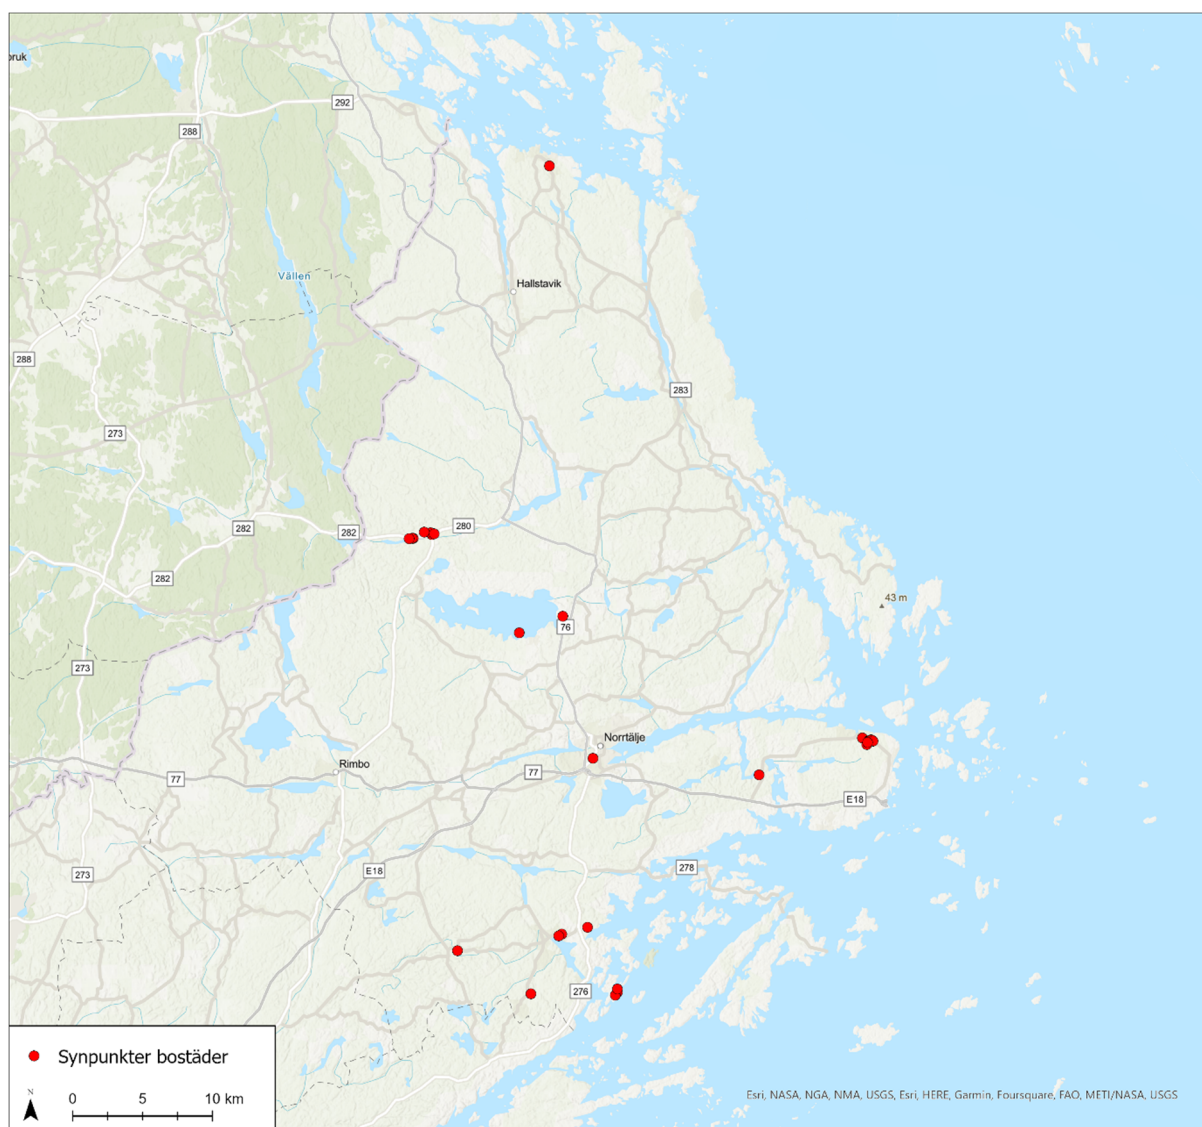 bruk
292
288
Vällen
Hallstavik
288
283
273
282
282
280
282
43 m
76
273
Norrtälje
Rimbo
77
77
E18
273
E18
278
276
Synpunkter bostäder
N
0 5 10 km
Esri, NASA, NGA, NMA, USGS, Esri, HERE, Garmin, Foursquare, FAO, METI/NASA, USGS